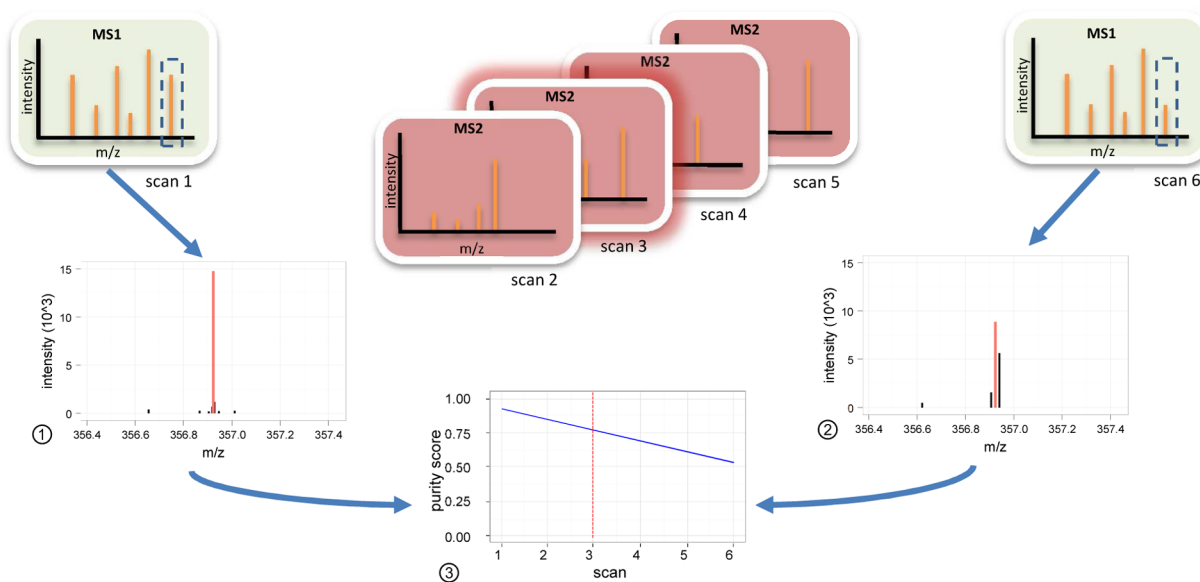 MS1
intensity
m/z
scan 1
MS2
intensity
m/z
scan 2
MS2
scan 3
MS2
scan 4
MS2
scan 5
MS1
intensity
m/z
scan 6
intensity (10^3)
15
10
5
0
356.4 356.6 356.8 357.0 357.2 357.4
m/z
1
intensity (10^3)
15
10
5
0
356.4 356.6 356.8 357.0 357.2 357.4
m/z
2
purity score
1.00
0.75
0.50
0.25
0.00
1 2 3 4 5 6
scan
3